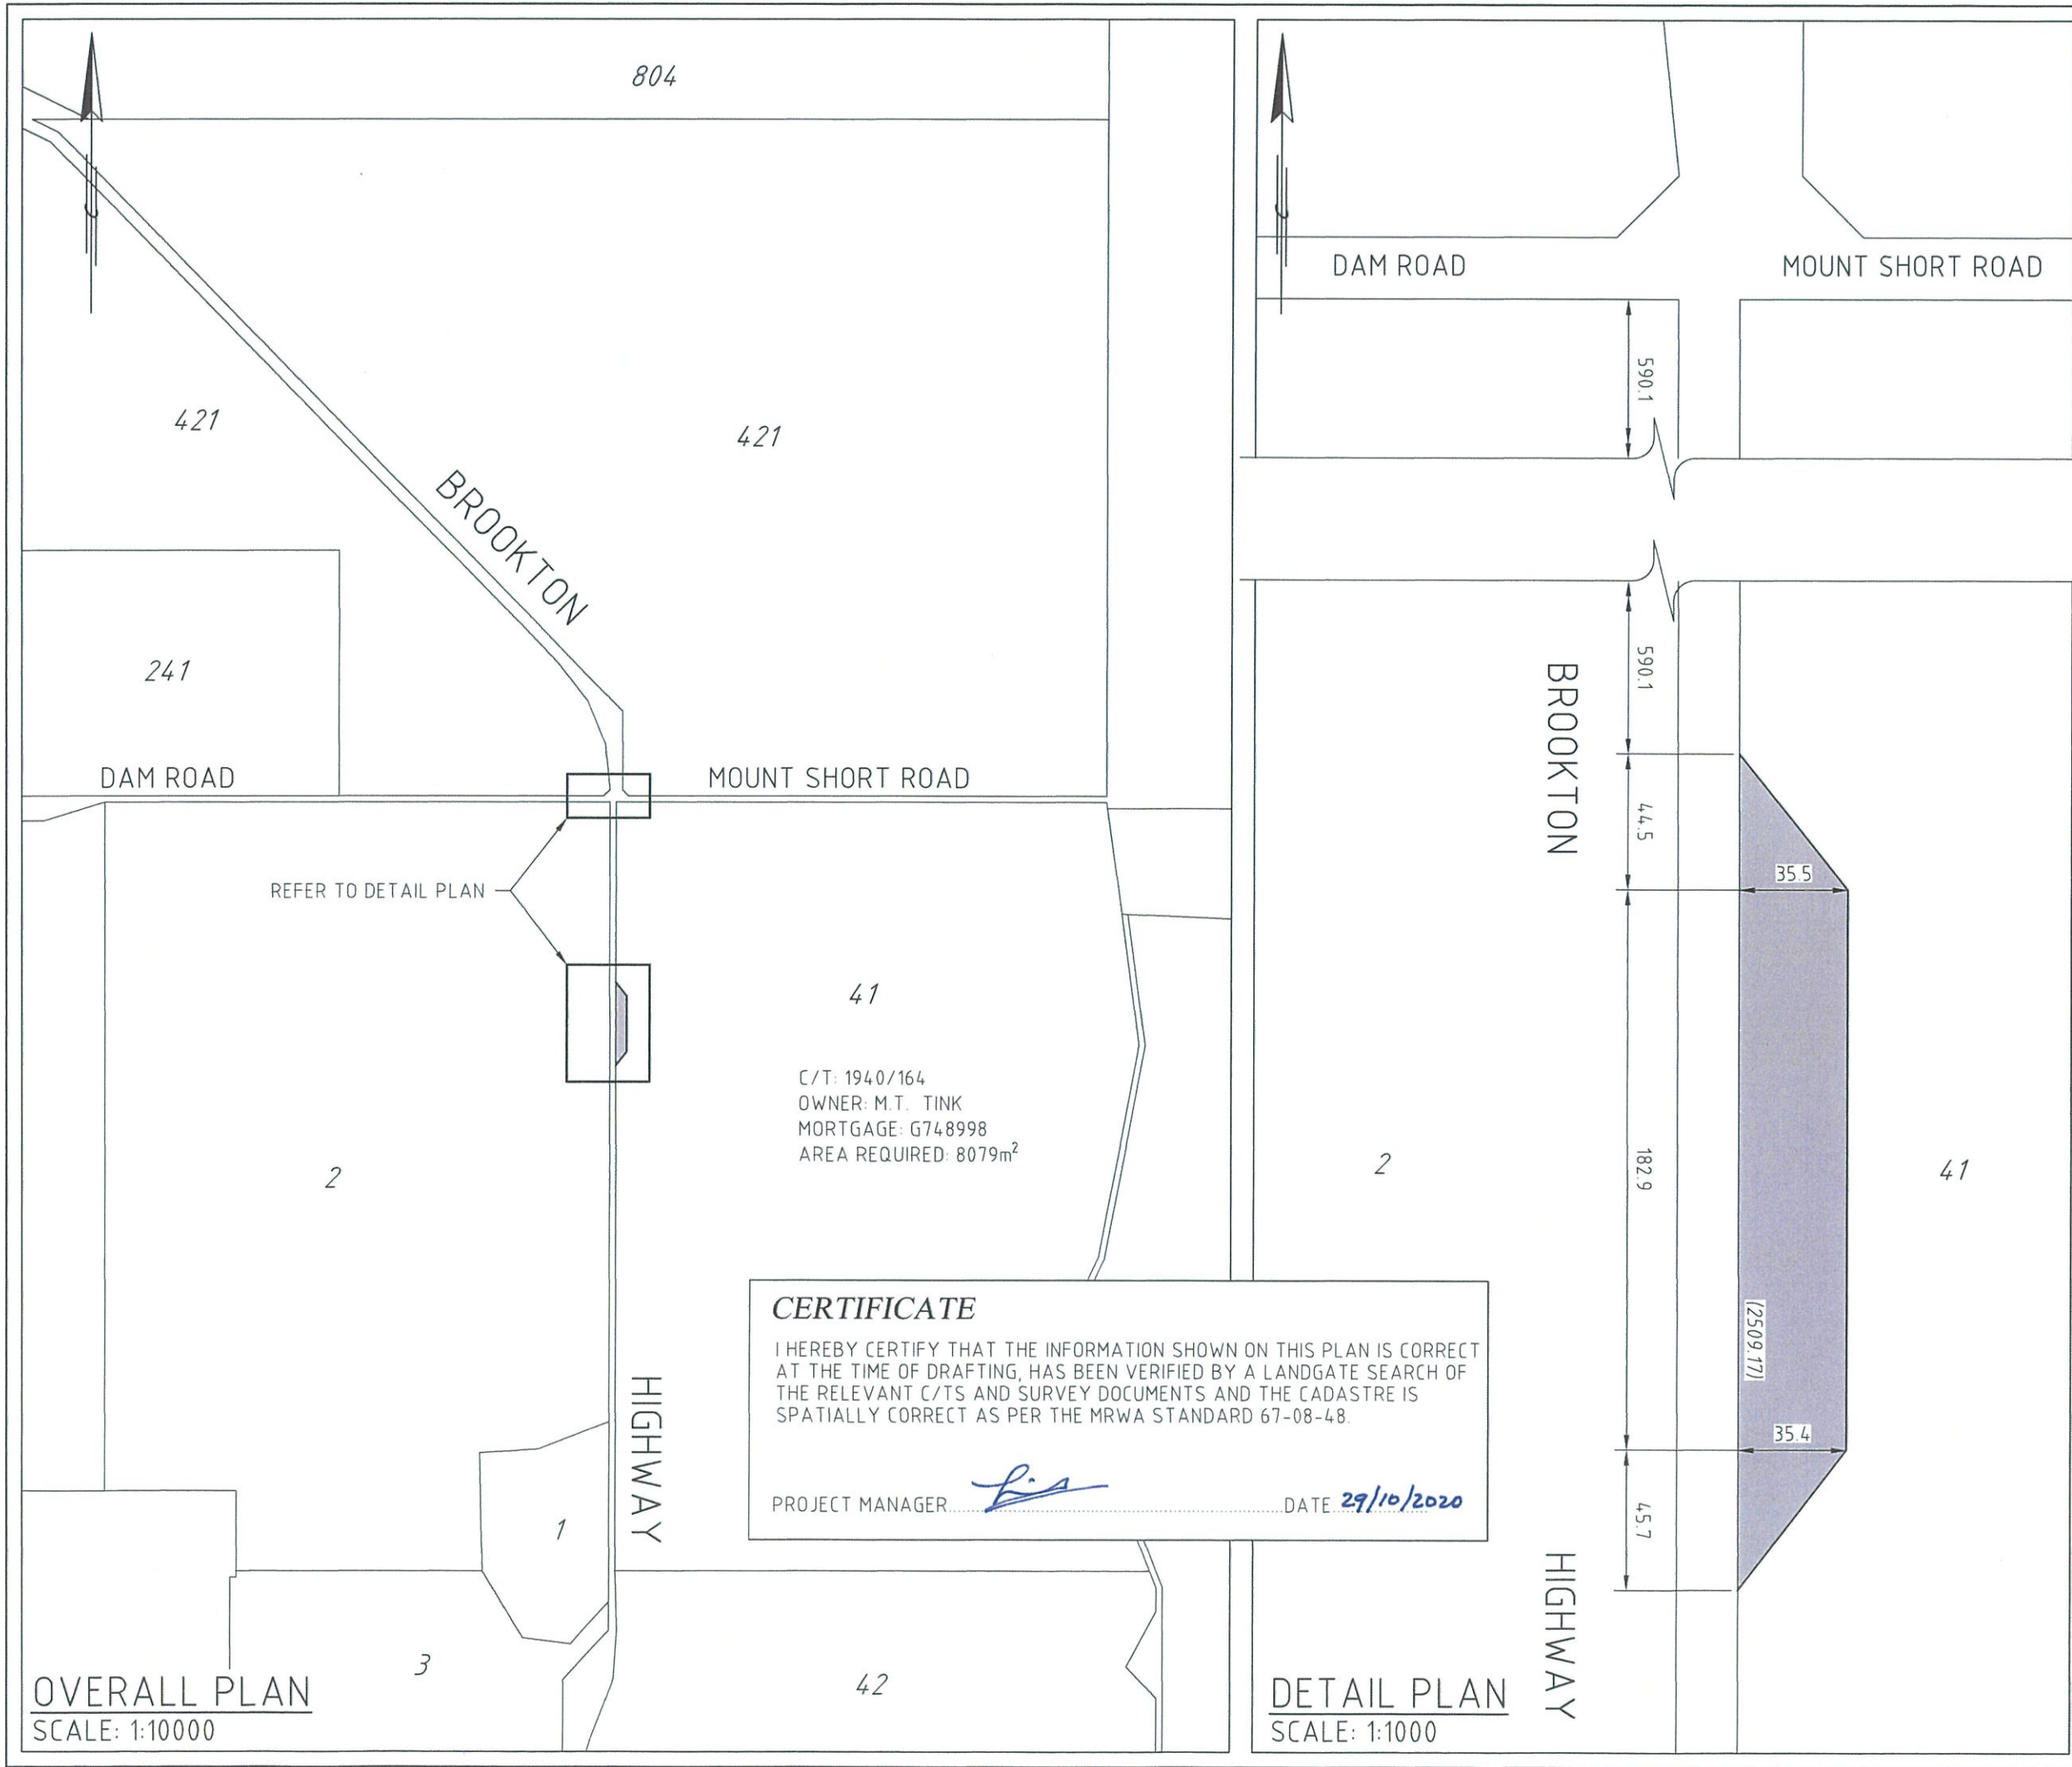 804
421
421
BROOKTON
241
DAM ROAD
MOUNT SHORT ROAD
REFER TO DETAIL PLAN
41
C/T: 1940/164
OWNER: M.T. TINK
MORTGAGE: G748998
AREA REQUIRED: 8079m²
2
HIGHWAY
1
3
42
OVERALL PLAN
SCALE: 1:10000
CERTIFICATE
I HEREBY CERTIFY THAT THE INFORMATION SHOWN ON THIS PLAN IS CORRECT
AT THE TIME OF DRAFTING, HAS BEEN VERIFIED BY A LANDGATE SEARCH OF
THE RELEVANT C/TS AND SURVEY DOCUMENTS AND THE CADASTRE IS
SPATIALLY CORRECT AS PER THE MRWA STANDARD 67-08-48.
PROJECT MANAGER
DATE 29/10/2020
DAM ROAD
MOUNT SHORT ROAD
590.1
590.1
BROOKTON
44.5
35.5
182.9
2
41
(2509.17)
35.4
45.7
HIGHWAY
DETAIL PLAN
SCALE: 1:1000